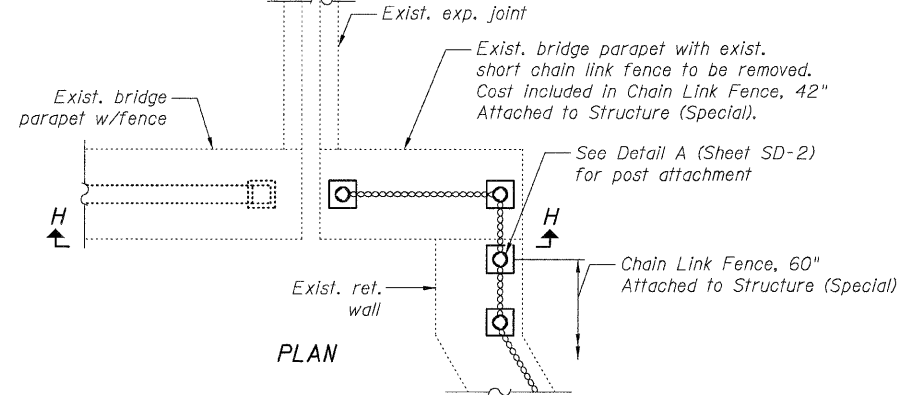 Exist. exp. joint
Exist. bridge parapet with exist.
short chain link fence to be removed.
Cost included in Chain Link Fence, 42"
Attached to Structure (Special).
Exist. bridge
parapet w/fence
See Detail A (Sheet SD-2)
for post attachment
H
H
Chain Link Fence, 60"
Attached to Structure (Special)
Exist. ret.
wall
PLAN